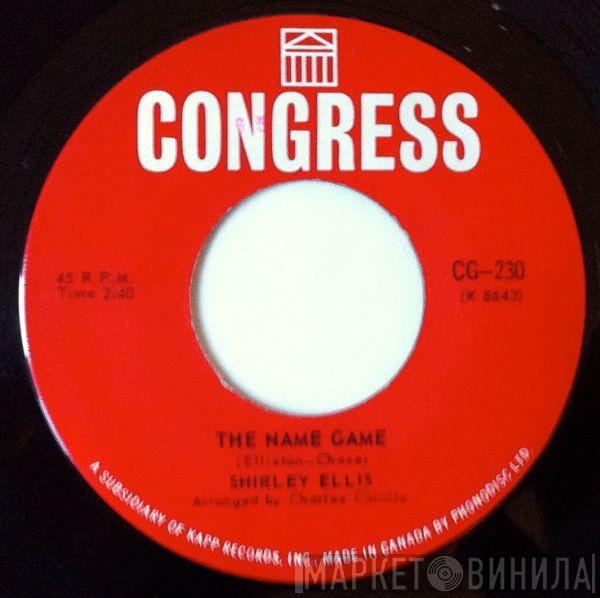 CONGRESS
45 R.P.M.
Time 2:40
CG-230
(K 8643)
THE NAME GAME
(Elliston-Chase)
SHIRLEY ELLIS
Arranged by Charles Calello
A SUBSIDIARY OF KAPP RECORDS, INC., MADE IN CANADA BY PHONODISC LTD
МАРКЕТ ВИНИЛА